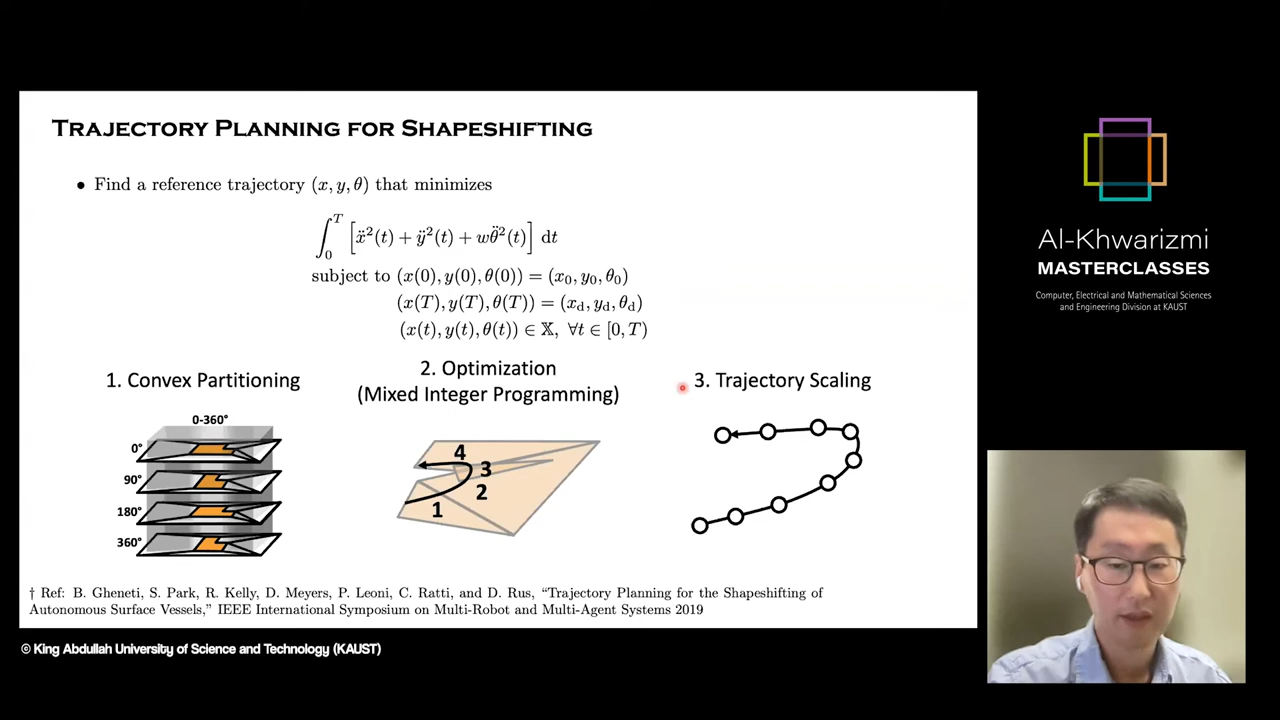 TRAJECTORY PLANNING FOR SHAPESHIFTING
• Find a reference trajectory (x, y, θ) that minimizes
∫₀ᵀ [ẍ²(t) + ÿ²(t) + wθ̈²(t)] dt
subject to (x(0), y(0), θ(0)) = (x₀, y₀, θ₀)
(x(T), y(T), θ(T)) = (x_d, y_d, θ_d)
(x(t), y(t), θ(t)) ∈ 𝕏, ∀t ∈ [0, T)
1. Convex Partitioning
0-360°
0°
90°
180°
360°
2. Optimization
(Mixed Integer Programming)
4
3
2
1
3. Trajectory Scaling
† Ref: B. Gheneti, S. Park, R. Kelly, D. Meyers, P. Leoni, C. Ratti, and D. Rus, “Trajectory Planning for the Shapeshifting of
Autonomous Surface Vessels,” IEEE International Symposium on Multi-Robot and Multi-Agent Systems 2019
© King Abdullah University of Science and Technology (KAUST)
Al-Khwarizmi
MASTERCLASSES
Computer, Electrical and Mathematical Sciences
and Engineering Division at KAUST